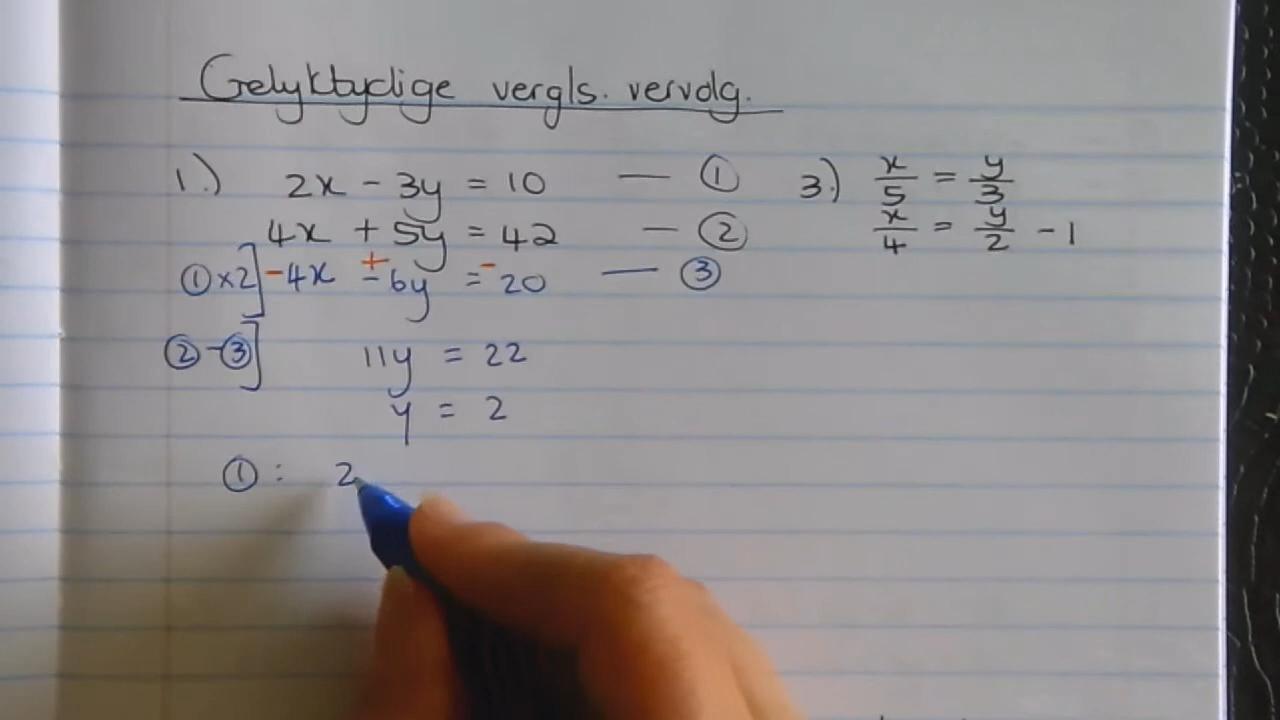 Gelyktydige vergls. vervolg.
1.) 2x - 3y = 10 — ①
4x + 5y = 42 — ②
①×2] -4x +-6y = -20 — ③
②-③] 11y = 22
y = 2
①: 2
3.) x/5 = y/3
x/4 = y/2 - 1